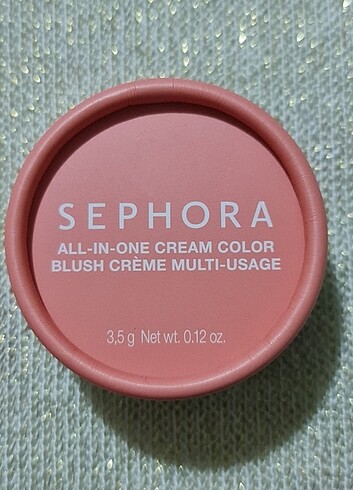 SEPHORA
ALL-IN-ONE CREAM COLOR
BLUSH CRÈME MULTI-USAGE
3,5 g Net wt. 0.12 oz.